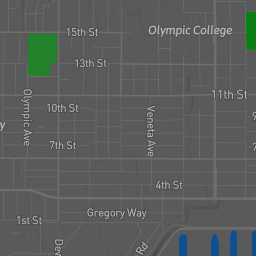 Olympic College
15th St
13th St
11th St
10th St
Olympic Ave
Veneta Ave
7th St
4th St
Gregory Way
1st St
Rd